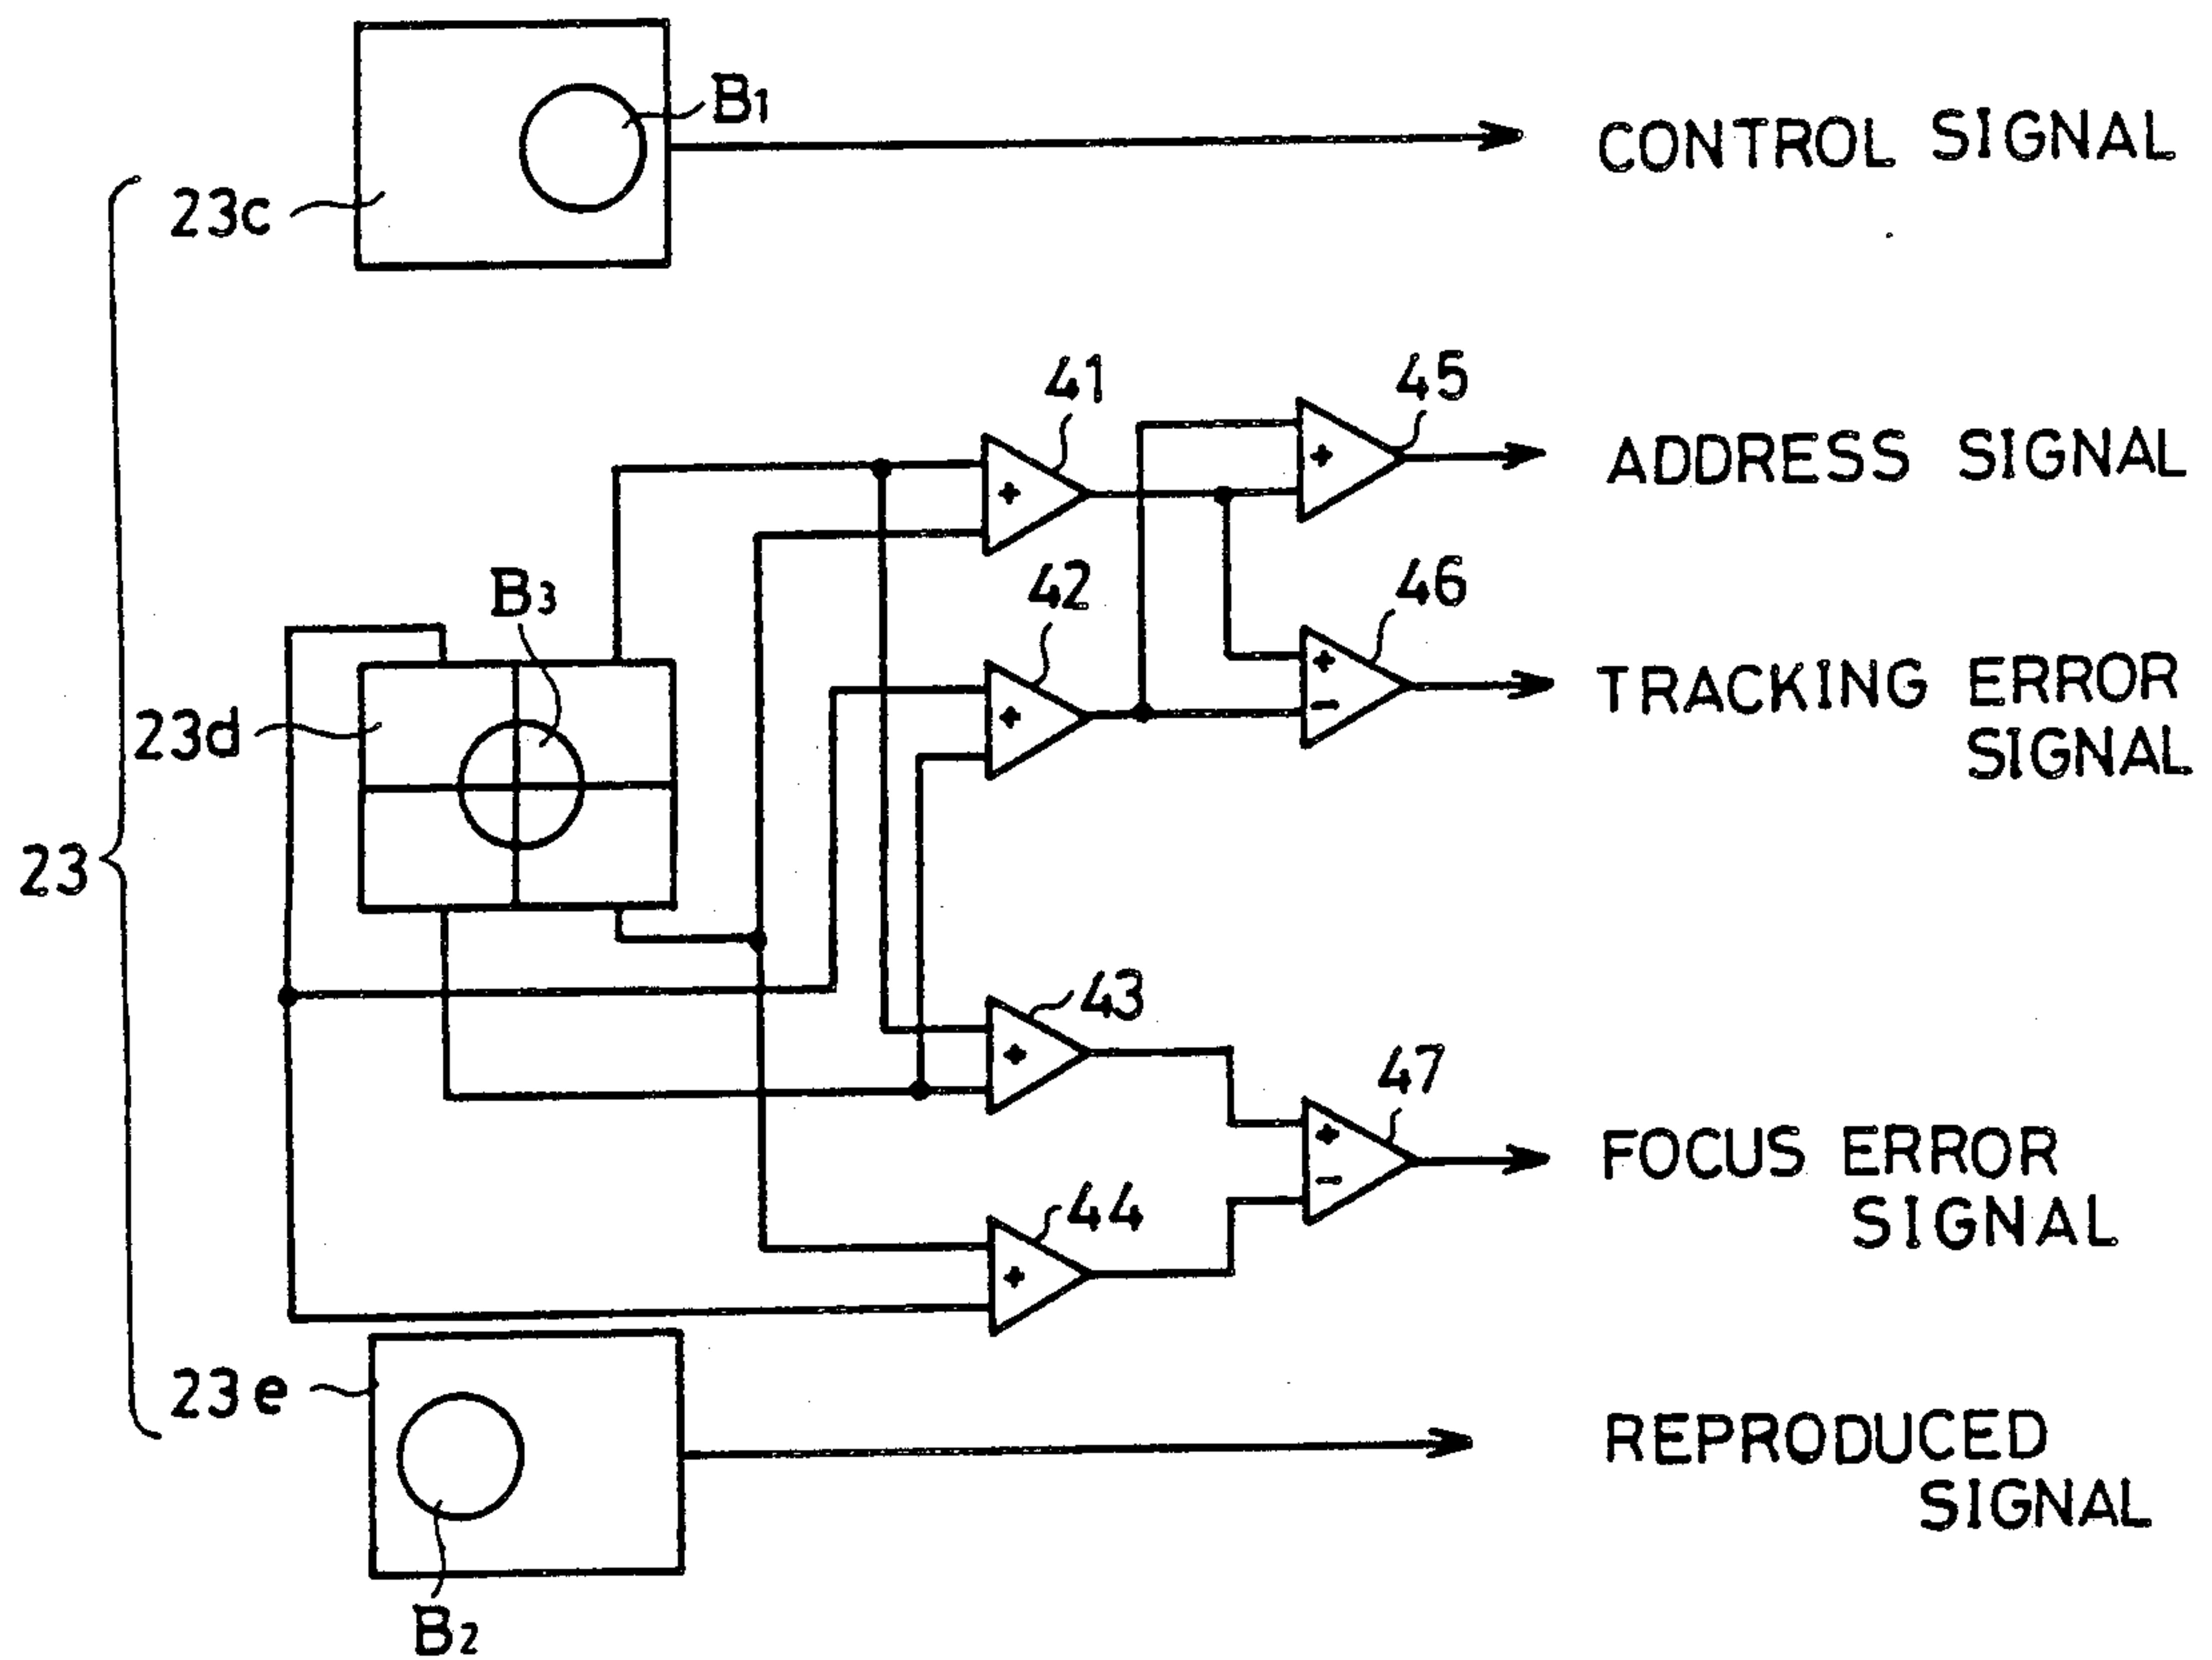 B1
CONTROL SIGNAL
23c
41
45
ADDRESS SIGNAL
+
+
42
46
B3
+
TRACKING ERROR
SIGNAL
23d
+
−
23
43
+
47
+
FOCUS ERROR
SIGNAL
−
44
+
23e
REPRODUCED
SIGNAL
B2